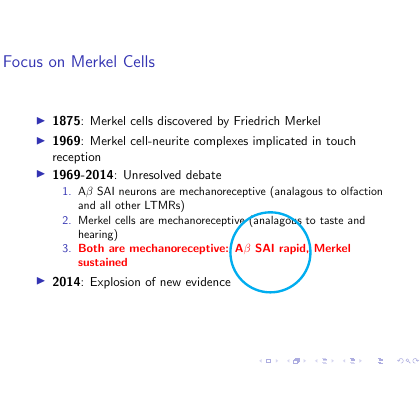 Focus on Merkel Cells
1875: Merkel cells discovered by Friedrich Merkel
1969: Merkel cell-neurite complexes implicated in touch
reception
1969-2014: Unresolved debate
1. Aβ SAI neurons are mechanoreceptive (analagous to olfaction
and all other LTMRs)
2. Merkel cells are mechanoreceptive (analagous to taste and
hearing)
3. Both are mechanoreceptive: Aβ SAI rapid, Merkel
sustained
2014: Explosion of new evidence